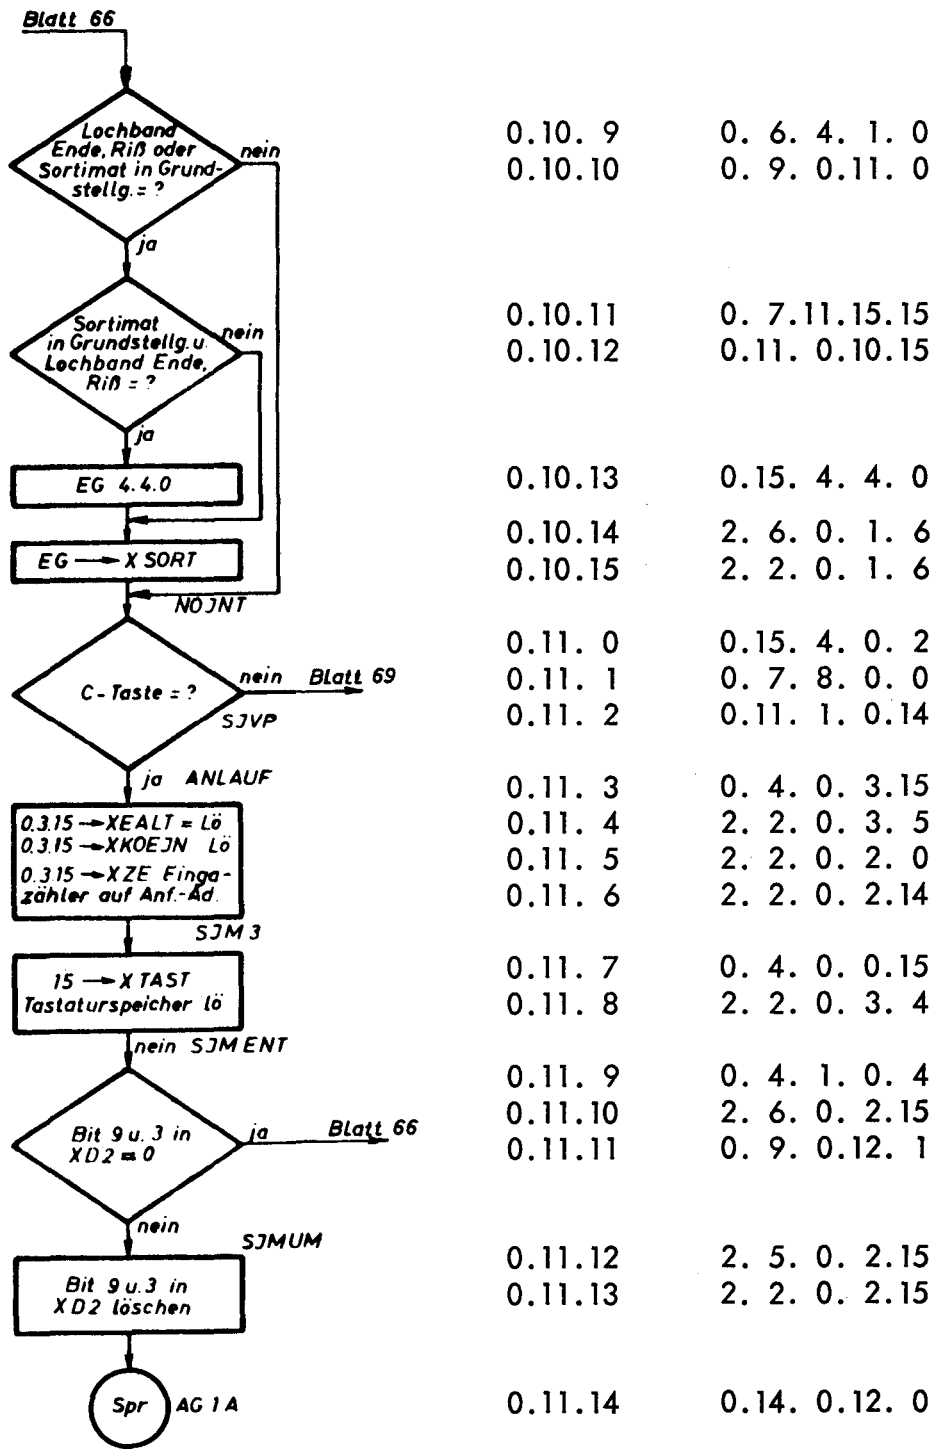 Blatt 66
Lochband
Ende, Riß oder
Sortimat in Grund-
stellg. = ?
nein
0.10. 9 0. 6. 4. 1. 0
0.10.10 0. 9. 0.11. 0
ja
Sortimat
in Grundstellg. u.
Lochband Ende,
Riß = ?
nein
0.10.11 0. 7.11.15.15
0.10.12 0.11. 0.10.15
ja
EG 4.4.0
0.10.13 0.15. 4. 4. 0
EG → X SORT
0.10.14 2. 6. 0. 1. 6
0.10.15 2. 2. 0. 1. 6
NOJNT
C-Taste = ?
nein Blatt 69
SJVP
0.11. 0 0.15. 4. 0. 2
0.11. 1 0. 7. 8. 0. 0
0.11. 2 0.11. 1. 0.14
ja ANLAUF
0.3.15 → XEALT = Lö
0.3.15 → XKOEJN Lö
0.3.15 → XZE Einga-
zähler auf Anf.-Ad.
0.11. 3 0. 4. 0. 3.15
0.11. 4 2. 2. 0. 3. 5
0.11. 5 2. 2. 0. 2. 0
0.11. 6 2. 2. 0. 2.14
SJM 3
15 → X TAST
Tastaturspeicher lö
0.11. 7 0. 4. 0. 0.15
0.11. 8 2. 2. 0. 3. 4
nein SJMENT
Bit 9 u. 3 in
XD2 = 0
ja Blatt 66
0.11. 9 0. 4. 1. 0. 4
0.11.10 2. 6. 0. 2.15
0.11.11 0. 9. 0.12. 1
nein
SJMUM
Bit 9 u. 3 in
XD2 löschen
0.11.12 2. 5. 0. 2.15
0.11.13 2. 2. 0. 2.15
Spr AG 1 A
0.11.14 0.14. 0.12. 0